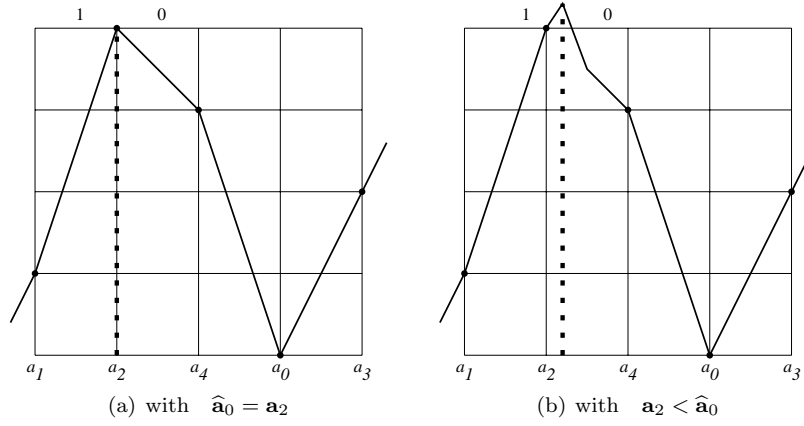 1 0 1 0
a₁ a₂ a₄ a₀ a₃ a₁ a₂ a₄ a₀ a₃
(a) with â₀ = a₂ (b) with a₂ < â₀